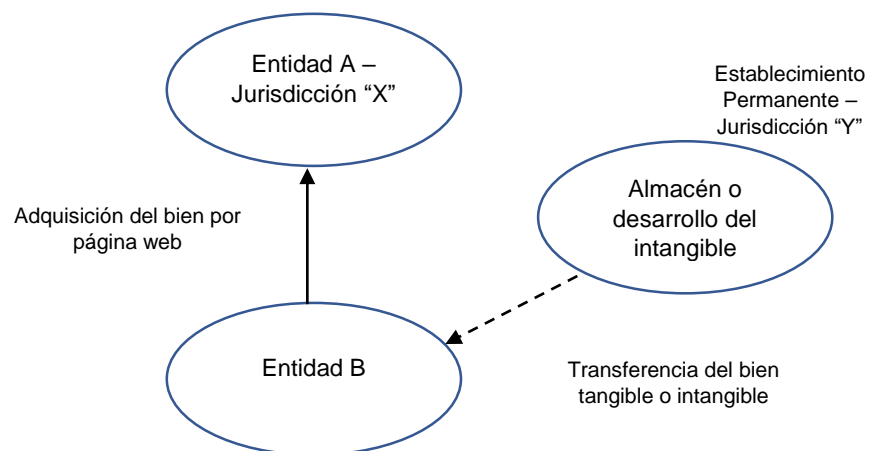 Entidad A –
Jurisdicción “X”
Establecimiento
Permanente –
Jurisdicción “Y”
Almacén o
desarrollo del
intangible
Adquisición del bien por
página web
Entidad B
Transferencia del bien
tangible o intangible